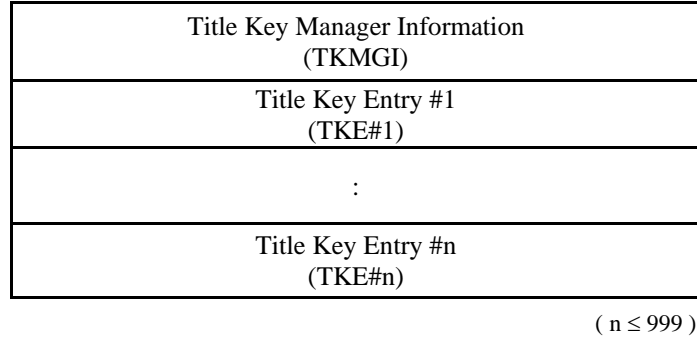 Title Key Manager Information
(TKMGI)
Title Key Entry #1
(TKE#1)
:
Title Key Entry #n
(TKE#n)
( n ≤ 999 )